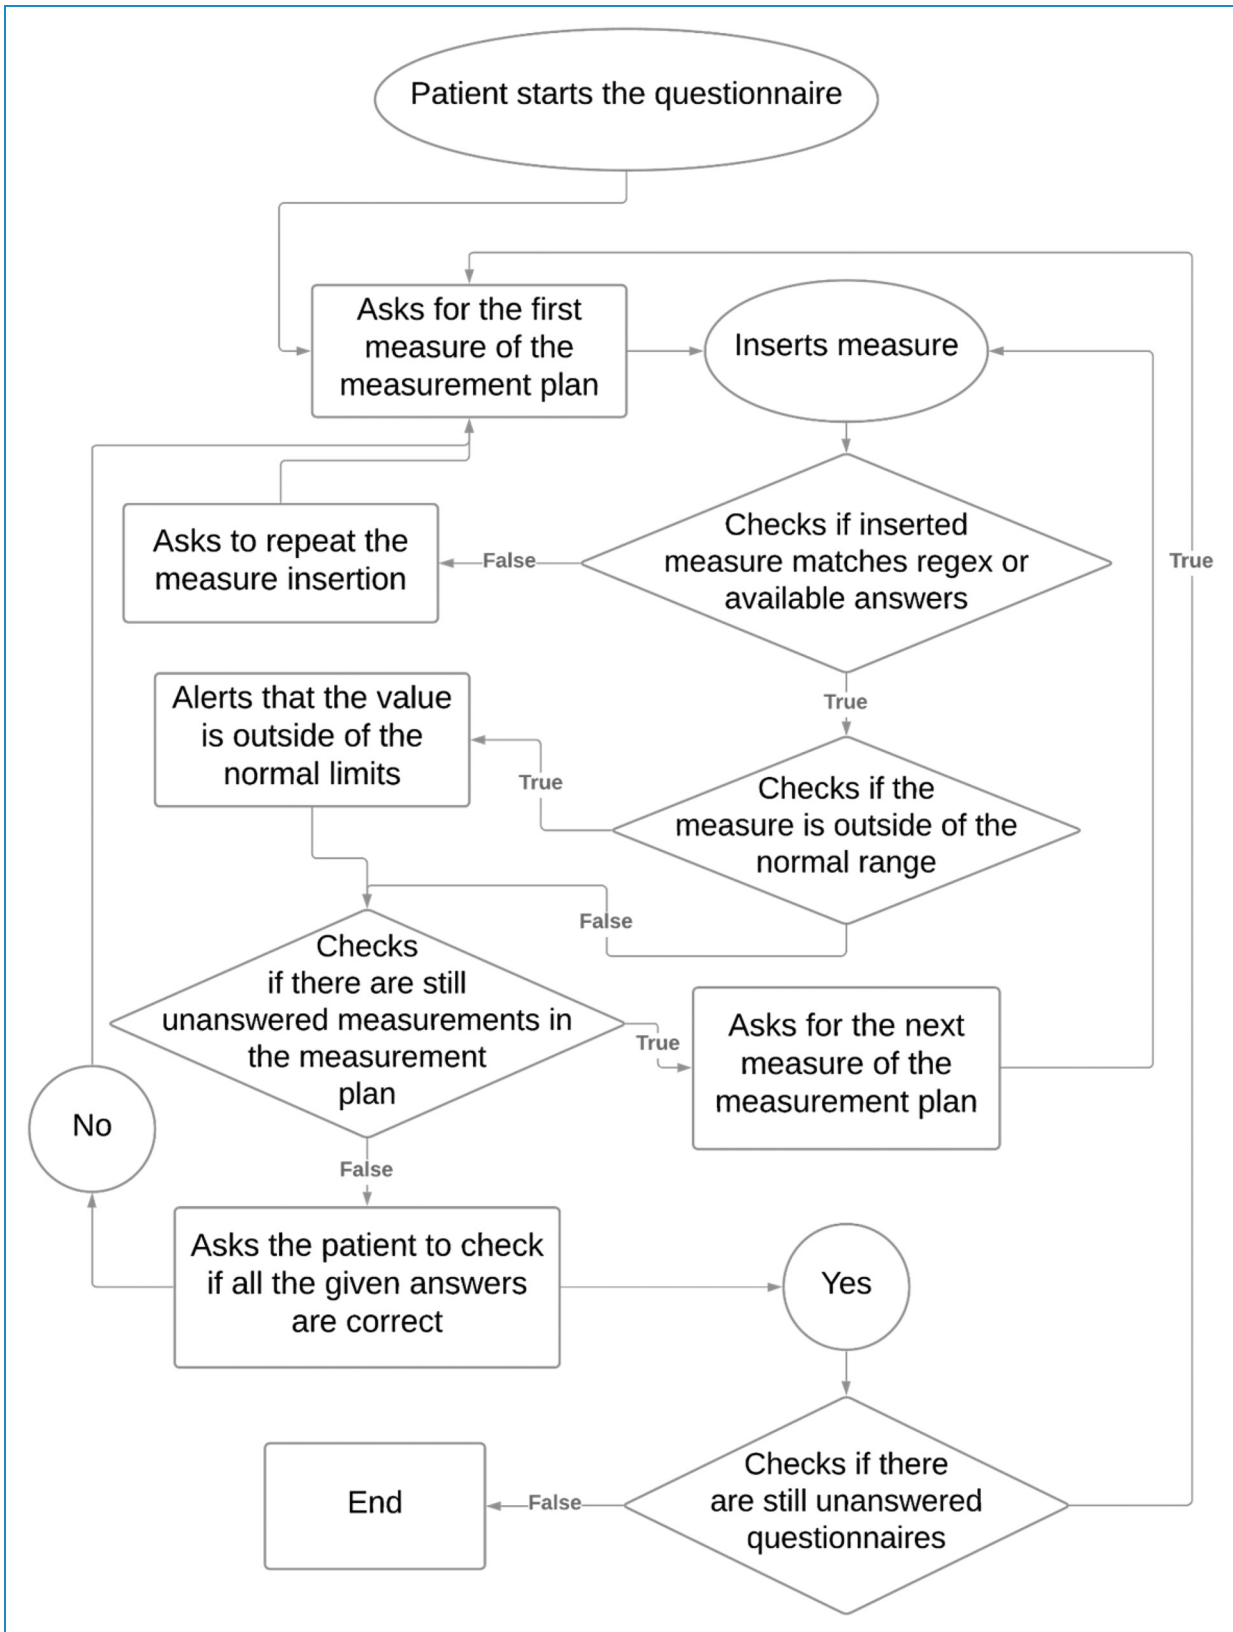 Patient starts the questionnaire
Asks for the first
measure of the
measurement plan
Inserts measure
Checks if inserted
measure matches regex or
available answers
False
Asks to repeat the
measure insertion
True
True
Alerts that the value
is outside of the
normal limits
True
Checks if the
measure is outside of the
normal range
False
Checks
if there are still
unanswered measurements in
the measurement
plan
True
Asks for the next
measure of the
measurement plan
No
False
Asks the patient to check
if all the given answers
are correct
Yes
Checks if there
are still unanswered
questionnaires
False
End